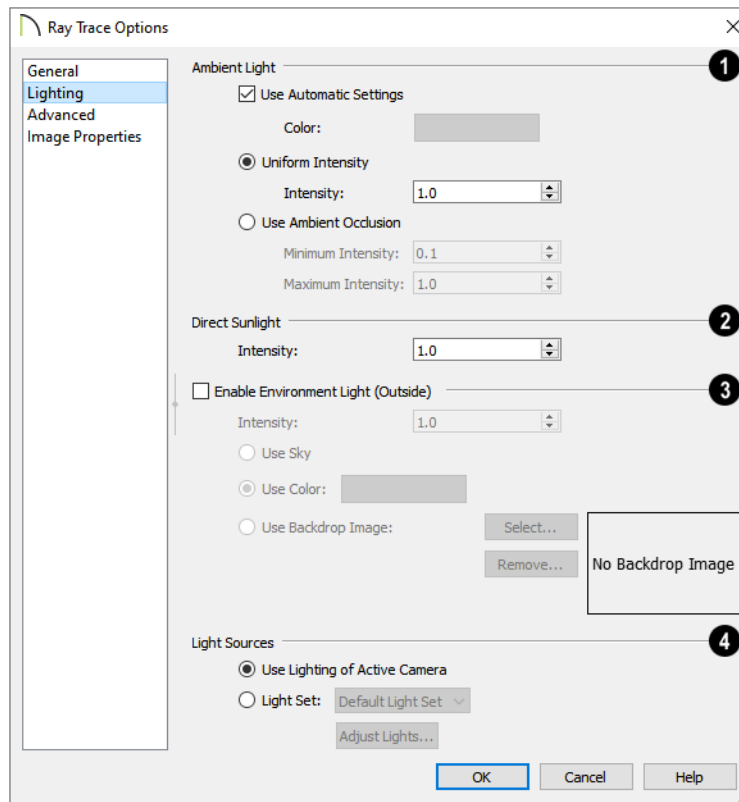 Ray Trace Options
General
Lighting
Advanced
Image Properties
Ambient Light 1
Use Automatic Settings
Color:
Uniform Intensity
Intensity: 1.0
Use Ambient Occlusion
Minimum Intensity: 0.1
Maximum Intensity: 1.0
Direct Sunlight 2
Intensity: 1.0
Enable Environment Light (Outside) 3
Intensity: 1.0
Use Sky
Use Color:
Use Backdrop Image: Select...
Remove...
No Backdrop Image
Light Sources 4
Use Lighting of Active Camera
Light Set: Default Light Set
Adjust Lights...
OK Cancel Help